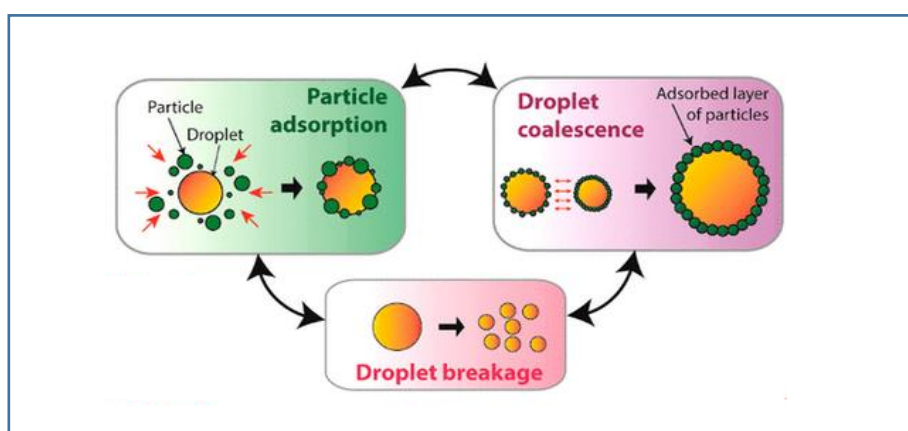 Particle
Droplet
Particle
adsorption
Droplet
coalescence
Adsorbed layer
of particles
Droplet breakage